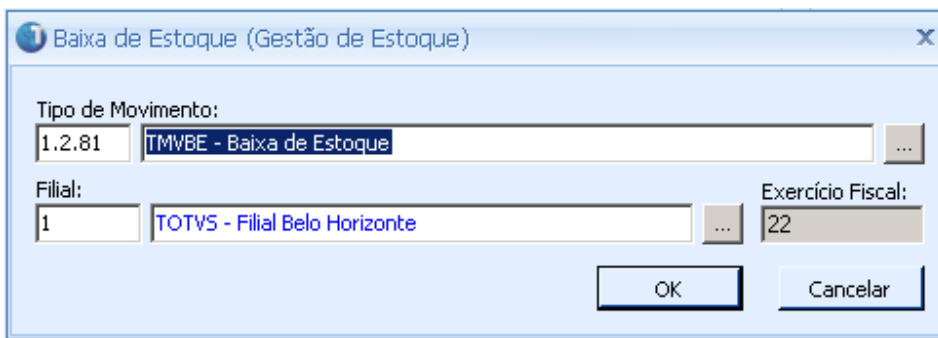 Baixa de Estoque (Gestão de Estoque)
Tipo de Movimento:
1.2.81 TMVBE - Baixa de Estoque ...
Filial: Exercício Fiscal:
1 TOTVS - Filial Belo Horizonte ... 22
OK Cancelar